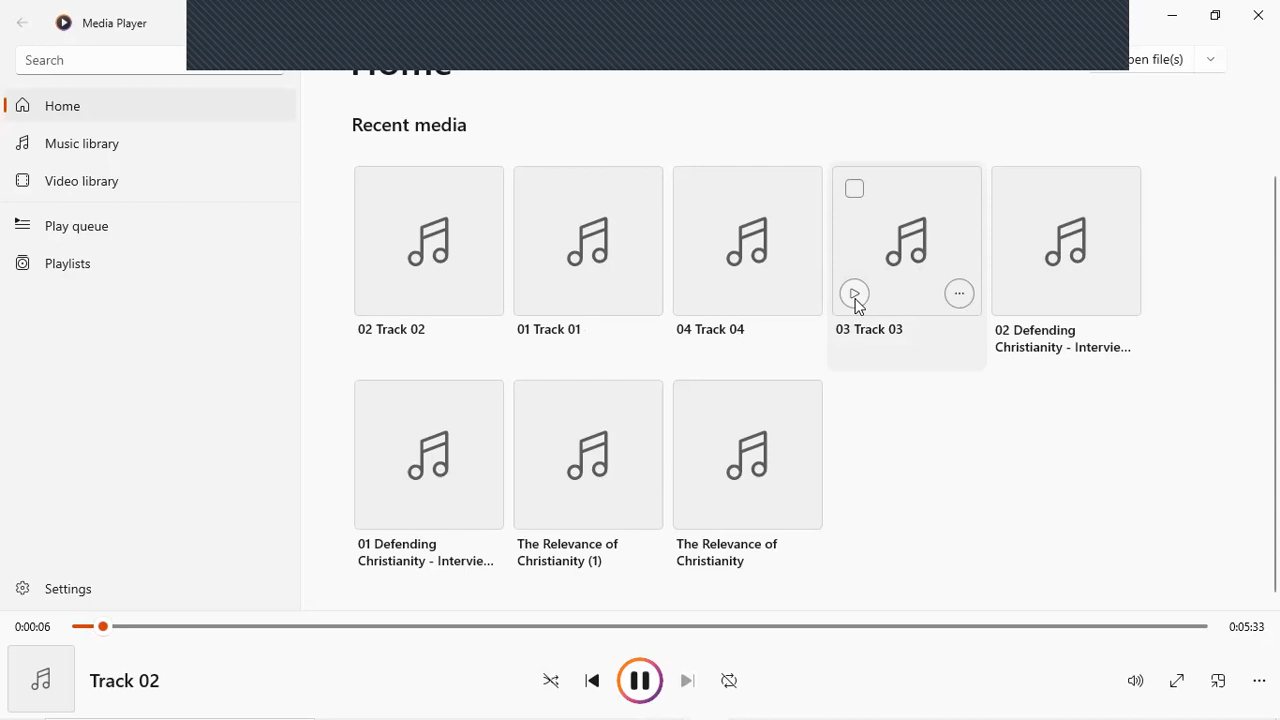 Media Player
Search
Home
pen file(s)
Home
Music library
Video library
Play queue
Playlists
Settings
Recent media
02 Track 02
01 Track 01
04 Track 04
03 Track 03
02 Defending
Christianity - Intervie...
01 Defending
Christianity - Intervie...
The Relevance of
Christianity (1)
The Relevance of
Christianity
0:00:06
0:05:33
Track 02